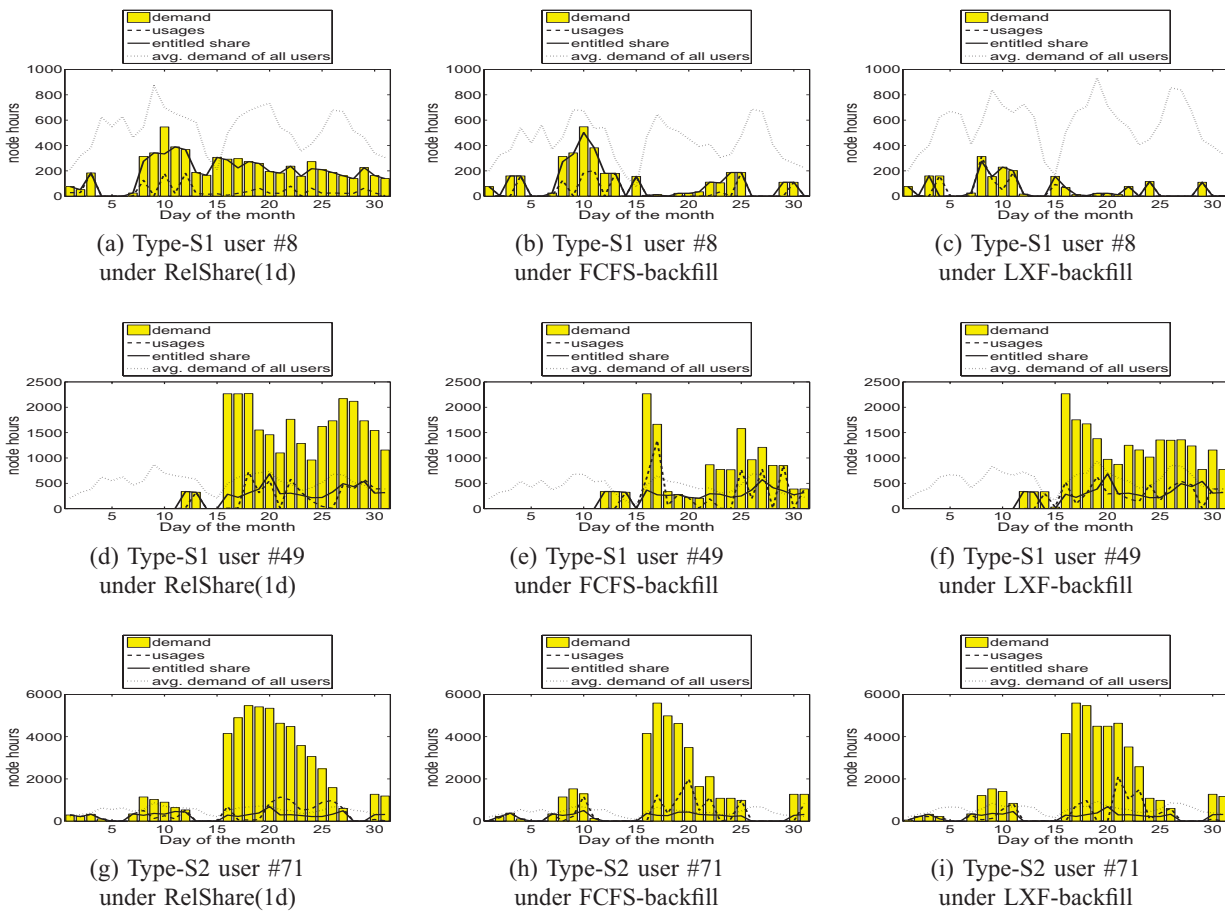 demand
usages
entitled share
avg. demand of all users
1000
800
600
400
200
0
node hours
5 10 15 20 25 30
Day of the month
(a) Type-S1 user #8
under RelShare(1d)
demand
usages
entitled share
avg. demand of all users
1000
800
600
400
200
0
node hours
5 10 15 20 25 30
Day of the month
(b) Type-S1 user #8
under FCFS-backfill
demand
usages
entitled share
avg. demand of all users
1000
800
600
400
200
0
node hours
5 10 15 20 25 30
Day of the month
(c) Type-S1 user #8
under LXF-backfill
demand
usages
entitled share
avg. demand of all users
2500
2000
1500
1000
500
0
node hours
5 10 15 20 25 30
Day of the month
(d) Type-S1 user #49
under RelShare(1d)
demand
usages
entitled share
avg. demand of all users
2500
2000
1500
1000
500
0
node hours
5 10 15 20 25 30
Day of the month
(e) Type-S1 user #49
under FCFS-backfill
demand
usages
entitled share
avg. demand of all users
2500
2000
1500
1000
500
0
node hours
5 10 15 20 25 30
Day of the month
(f) Type-S1 user #49
under LXF-backfill
demand
usages
entitled share
avg. demand of all users
6000
4000
2000
0
node hours
5 10 15 20 25 30
Day of the month
(g) Type-S2 user #71
under RelShare(1d)
demand
usages
entitled share
avg. demand of all users
6000
4000
2000
0
node hours
5 10 15 20 25 30
Day of the month
(h) Type-S2 user #71
under FCFS-backfill
demand
usages
entitled share
avg. demand of all users
6000
4000
2000
0
node hours
5 10 15 20 25 30
Day of the month
(i) Type-S2 user #71
under LXF-backfill